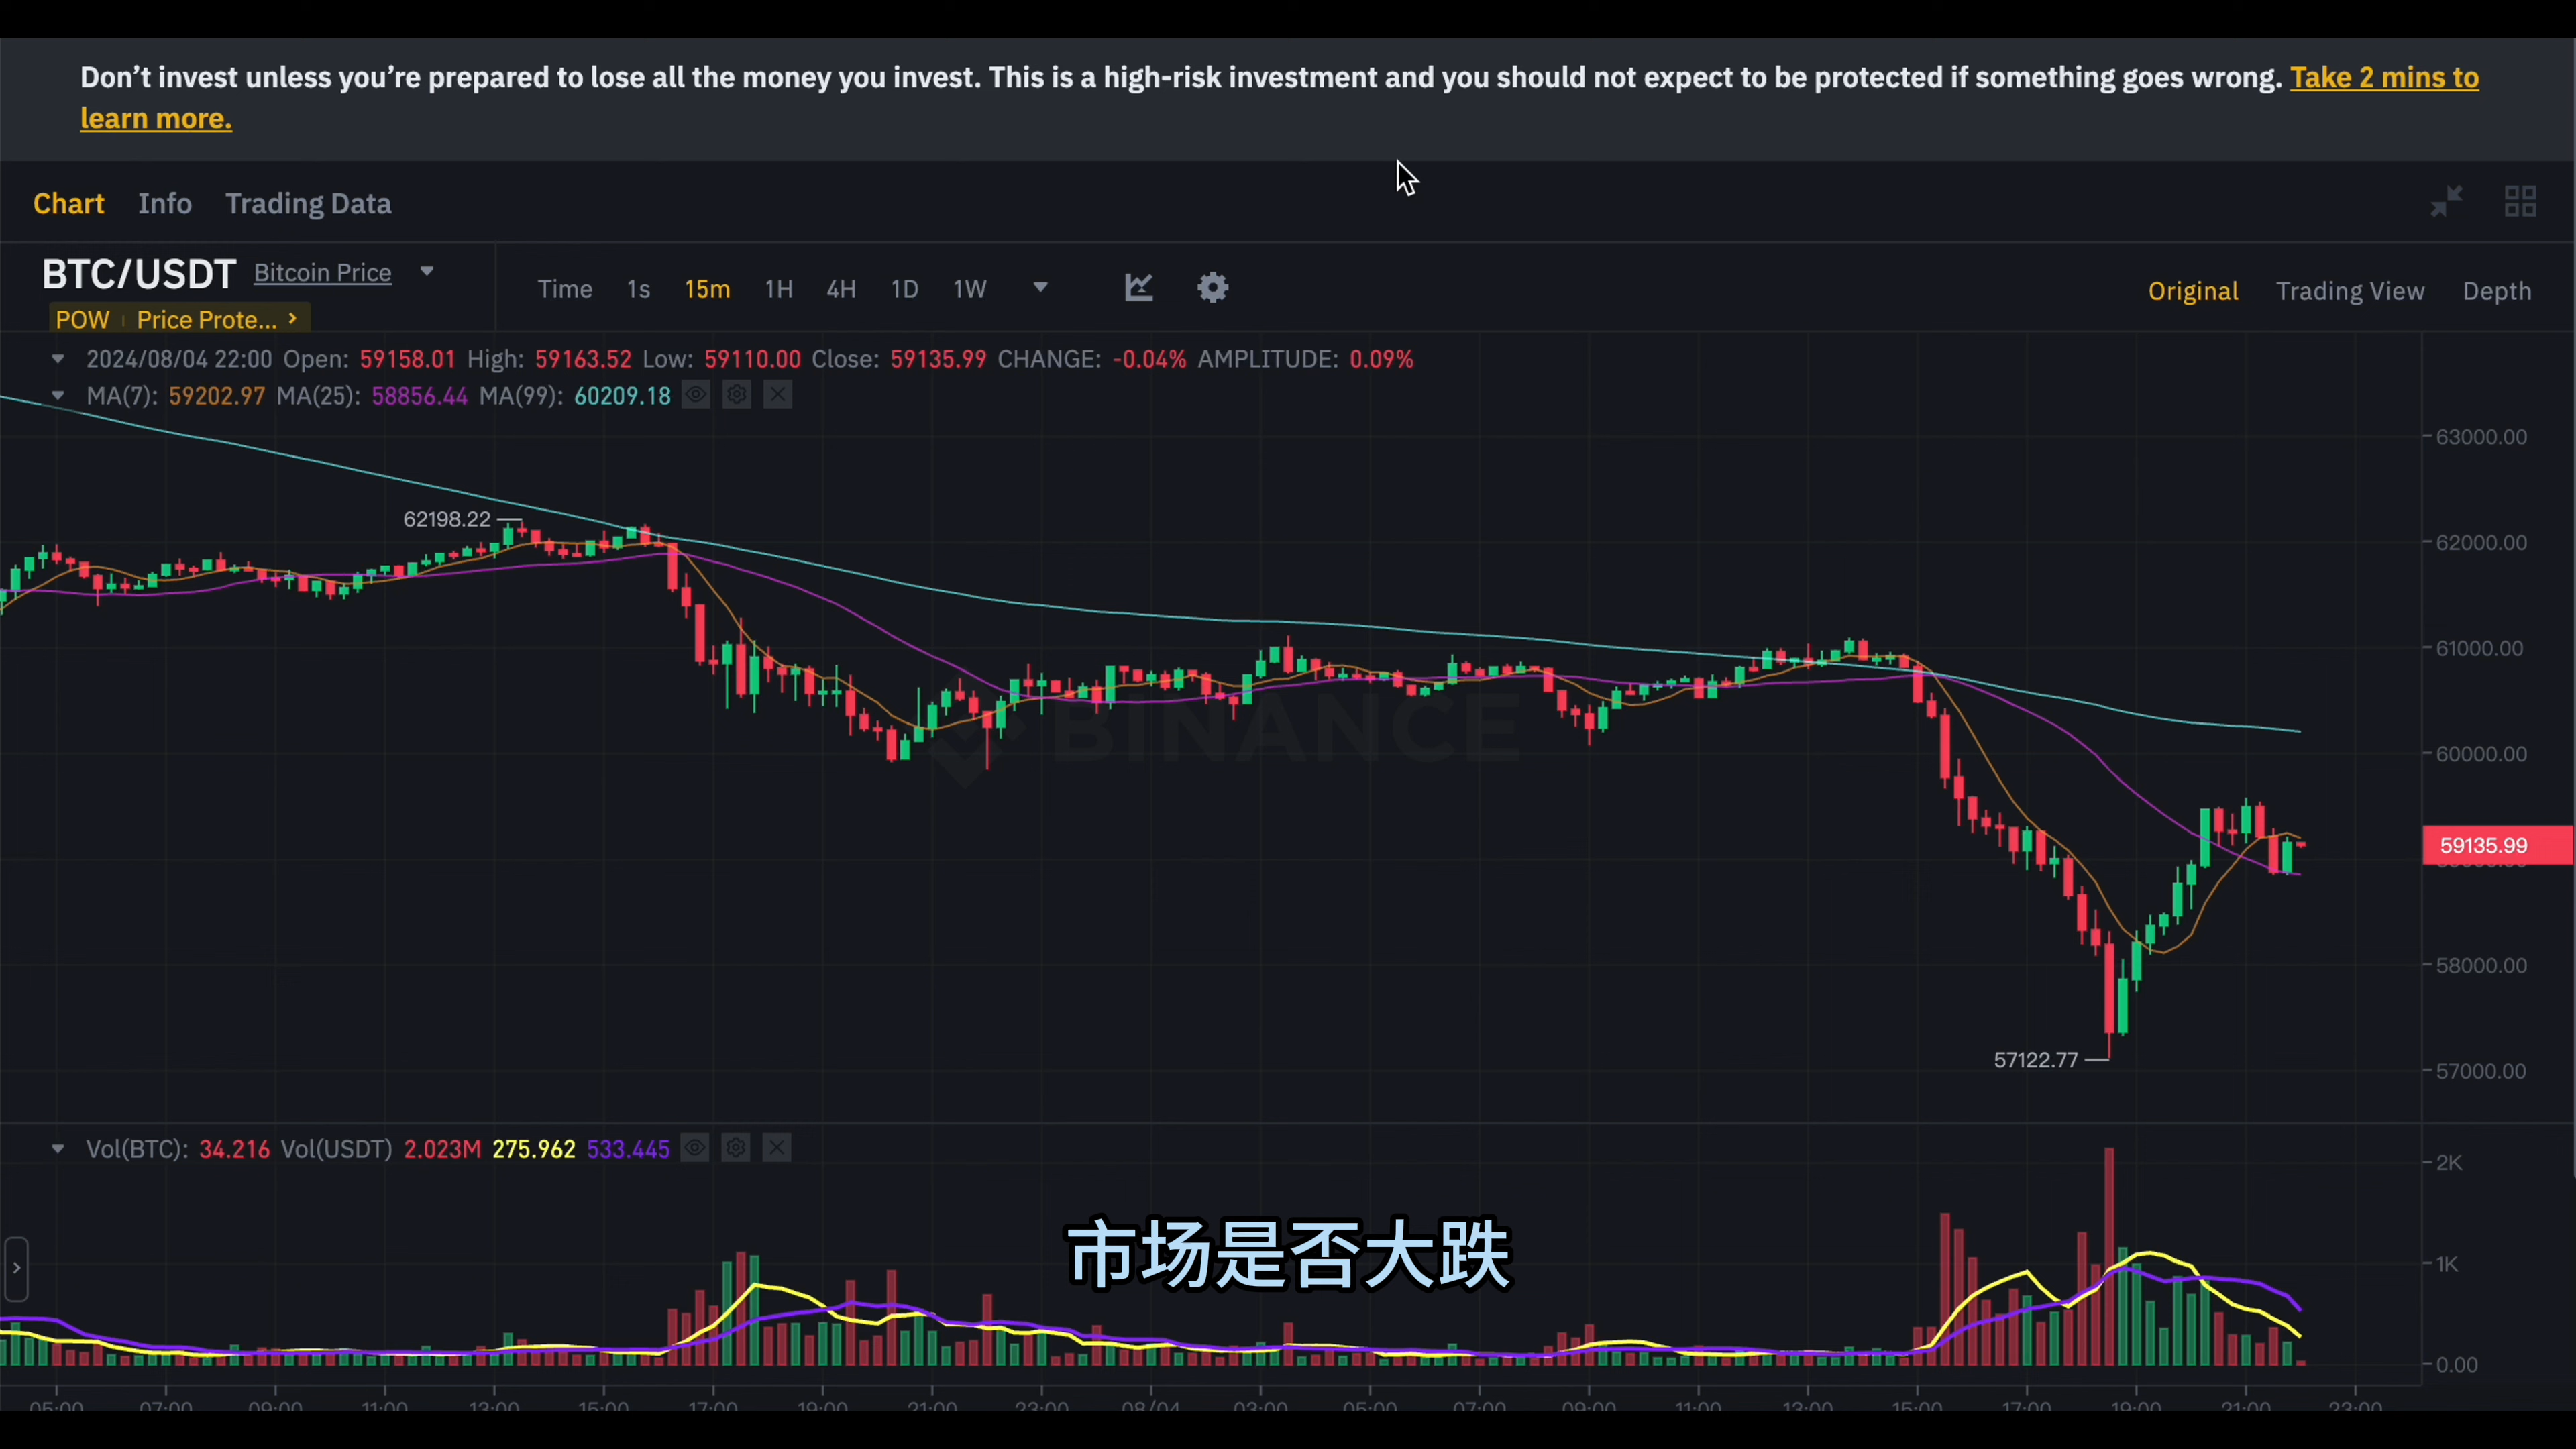 Don’t invest unless you’re prepared to lose all the money you invest. This is a high-risk investment and you should not expect to be protected if something goes wrong. Take 2 mins to
learn more.
Chart Info Trading Data
BTC/USDT Bitcoin Price
POW Price Prote...
Time 1s 15m 1H 4H 1D 1W
Original Trading View Depth
2024/08/04 22:00 Open: 59158.01 High: 59163.52 Low: 59110.00 Close: 59135.99 CHANGE: -0.04% AMPLITUDE: 0.09%
MA(7): 59202.97 MA(25): 58856.44 MA(99): 60209.18
63000.00
62198.22
62000.00
61000.00
BINANCE
60000.00
59135.99
58000.00
57122.77
57000.00
Vol(BTC): 34.216 Vol(USDT) 2.023M 275.962 533.445
2K
市场是否大跌
1K
0.00
05:00 07:00 09:00 11:00 13:00 15:00 17:00 19:00 21:00 23:00 08/04 03:00 05:00 07:00 09:00 11:00 13:00 15:00 17:00 19:00 21:00 23:00